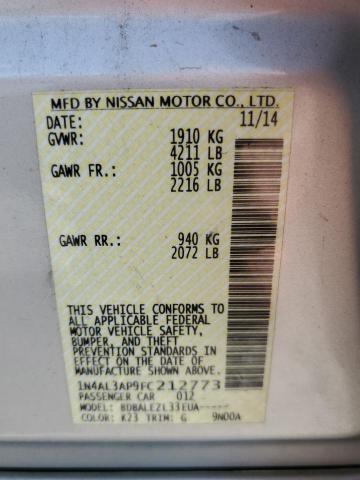 MFD BY NISSAN MOTOR CO., LTD.
DATE: 11/14
GVWR: 1910 KG
4211 LB
GAWR FR.: 1005 KG
2216 LB
GAWR RR.: 940 KG
2072 LB
THIS VEHICLE CONFORMS TO
ALL APPLICABLE FEDERAL
MOTOR VEHICLE SAFETY,
BUMPER, AND THEFT
PREVENTION STANDARDS IN
EFFECT ON THE DATE OF
MANUFACTURE SHOWN
ABOVE.
1N4AL3AP9FC212773
PASSENGER CAR 012
MODEL: BDBALEZL33EUA-----
COLOR: K23 TRIM: G 9N00A